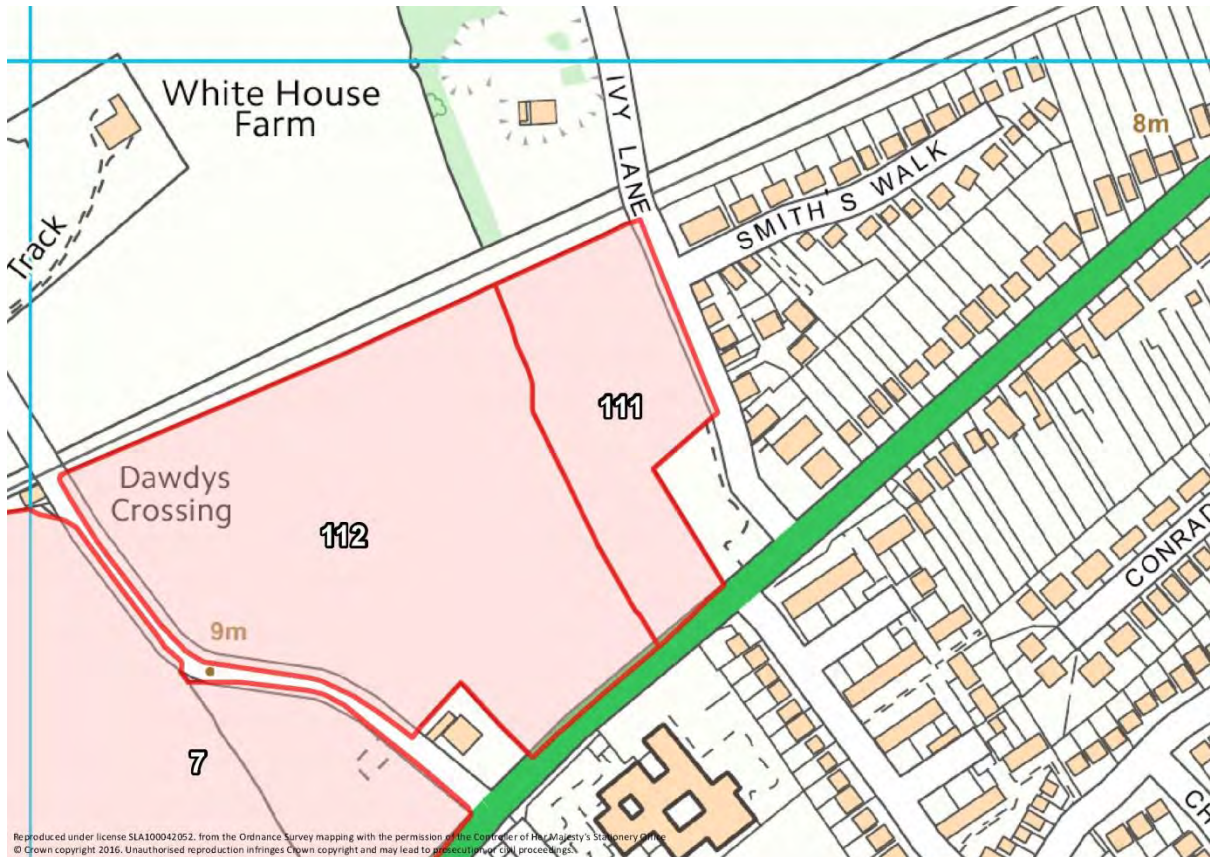 White House
Farm
IVY LANE
SMITH'S WALK
8m
Track
111
Dawdys
Crossing
112
CONRAD
9m
7
CH
Reproduced under license SLA100042052. from the Ordnance Survey mapping with the permission of the Controller of Her Majesty's Stationery Office
© Crown copyright 2016. Unauthorised reproduction infringes Crown copyright and may lead to prosecution or civil proceedings.